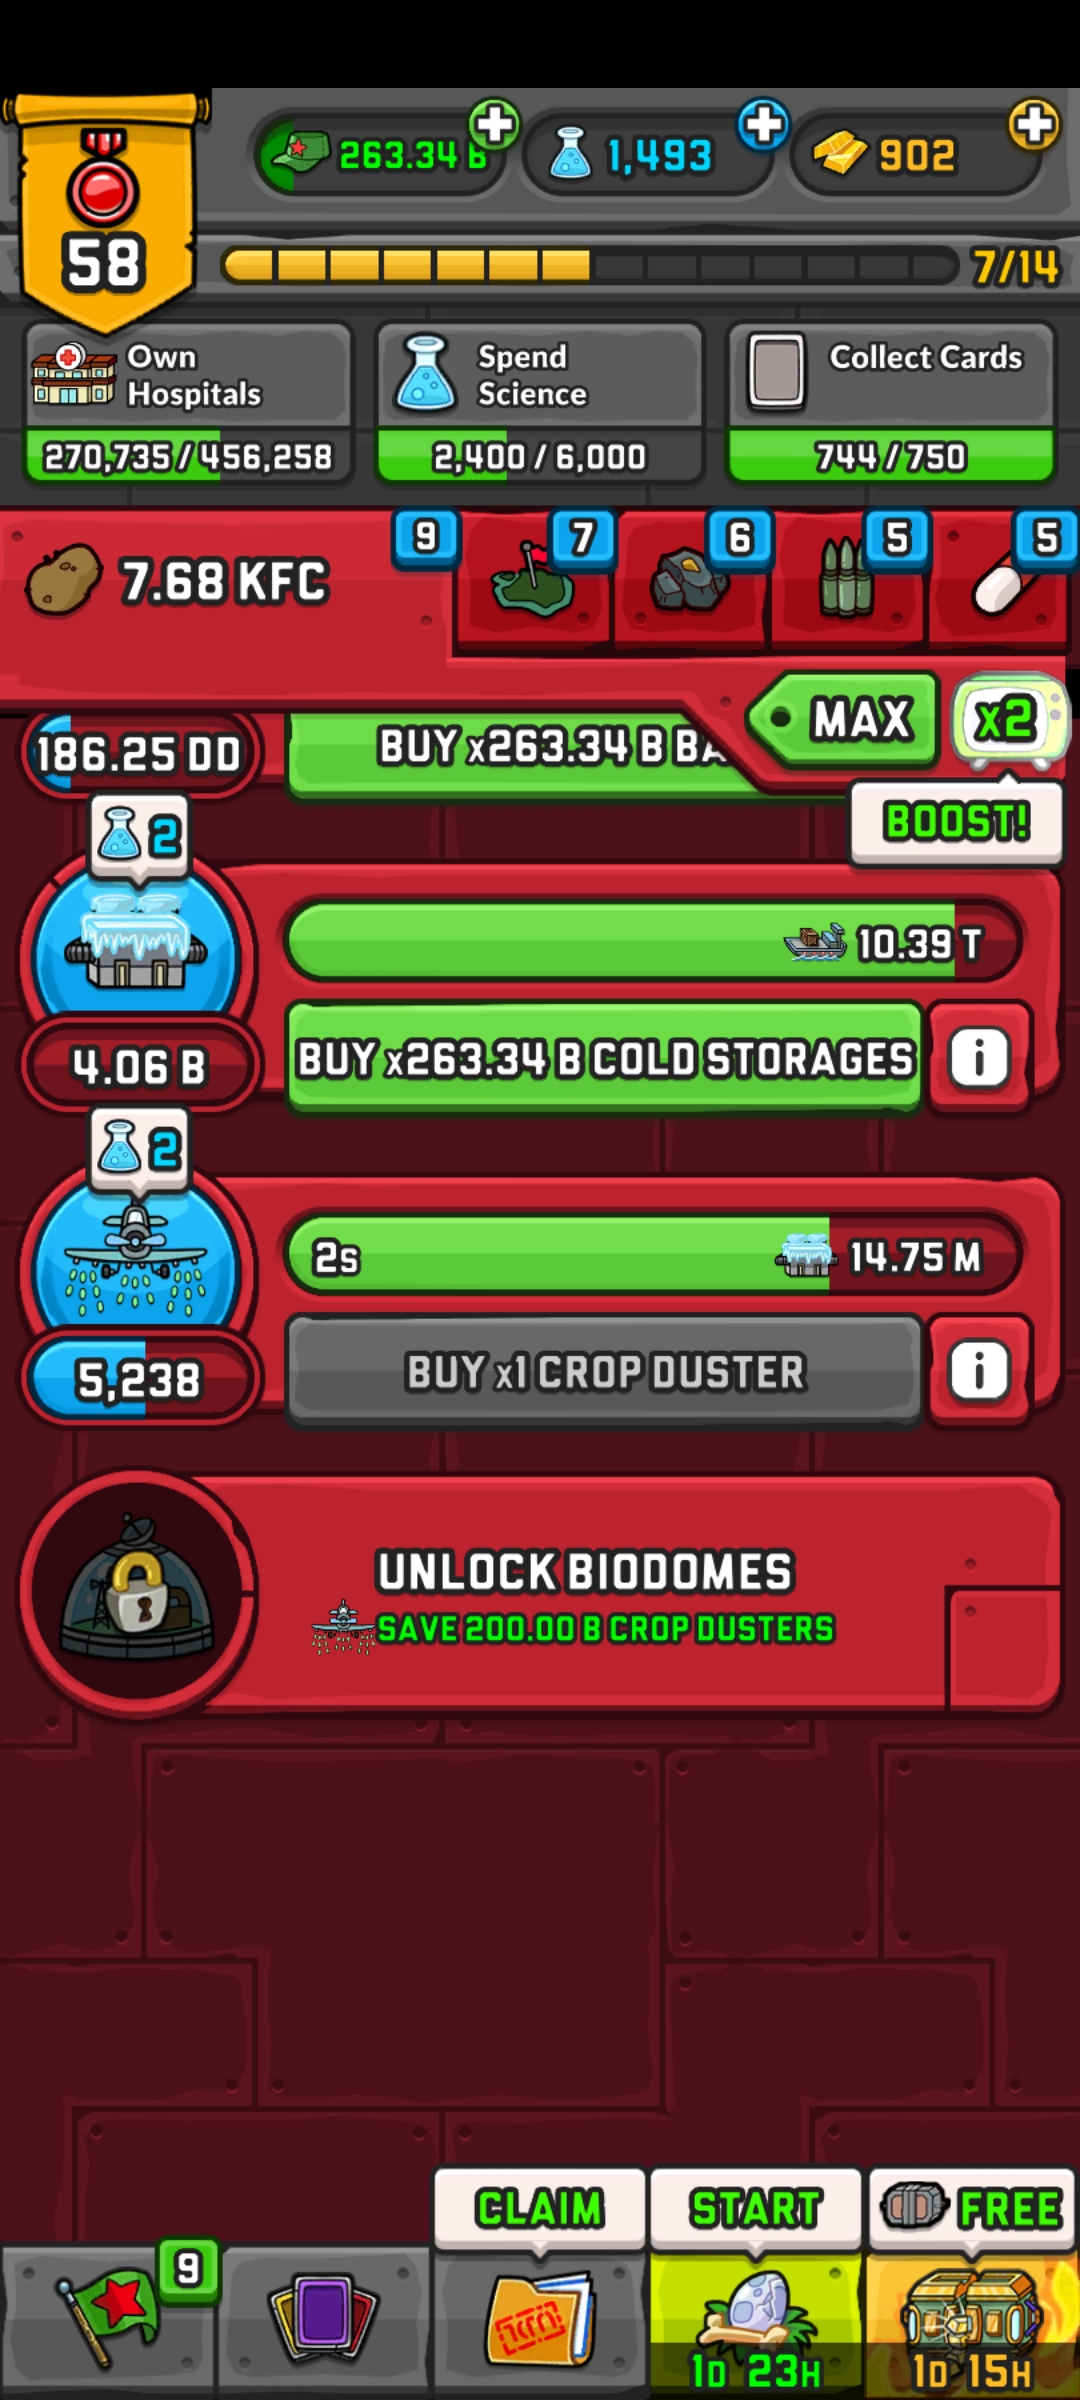 58
263.34 B
1,493
902
7/14
Own
Hospitals
270,735/456,258
Spend
Science
2,400/6,000
Collect Cards
744/750
7.68 KFC
9
7
6
5
5
MAX
x2
BOOST!
186.25 DD
BUY x263.34 B BA
2
10.39 T
4.06 B
BUY x263.34 B COLD STORAGES
i
2
2s
14.75 M
5,238
BUY x1 CROP DUSTER
i
UNLOCK BIODOMES
SAVE 200.00 B CROP DUSTERS
CLAIM
START
FREE
9
1D 23H
1D 15H